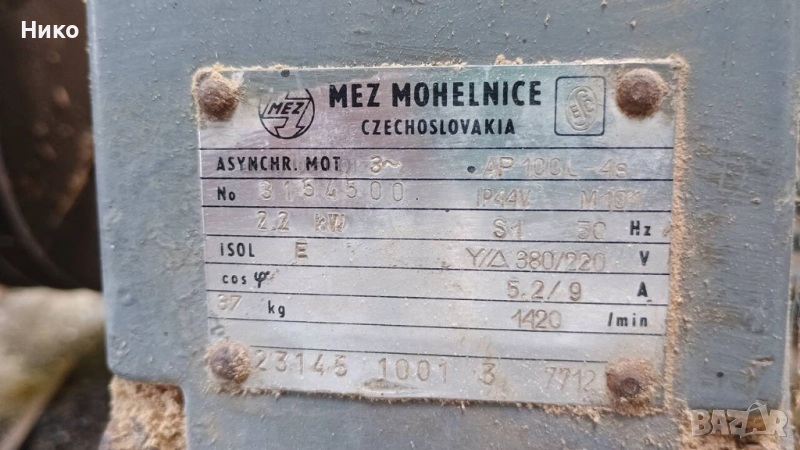 Нико
MEZ MOHELNICE
MEZ
CZECHOSLOVAKIA
ASYNCHR. MOT 3~ AP 100L-4s
No 3154500 IP44V M101
2.2 kW S1 50 Hz
ISOL E Y/Δ 380/220 V
cos φ 5.2/9 A
37 kg 1420 /min
23145 1001 3 7712
BAZAR